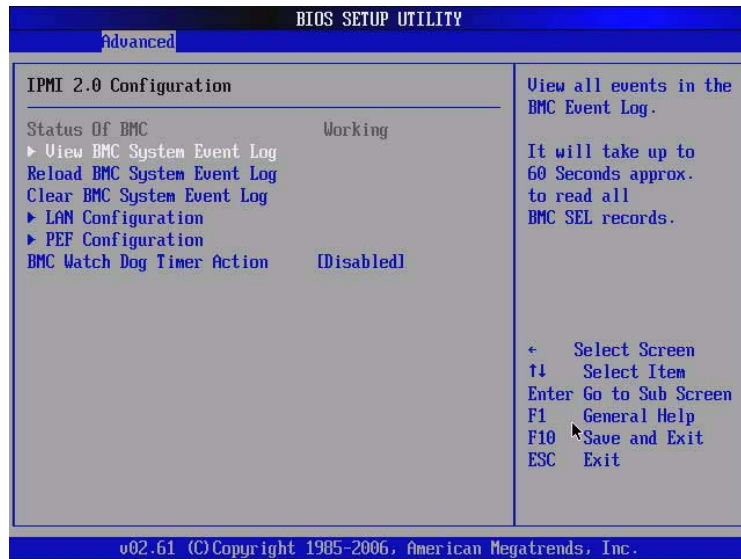 BIOS SETUP UTILITY
Advanced
IPMI 2.0 Configuration
Status Of BMC Working
▶ View BMC System Event Log
Reload BMC System Event Log
Clear BMC System Event Log
▶ LAN Configuration
▶ PEF Configuration
BMC Watch Dog Timer Action [Disabled]
View all events in the
BMC Event Log.
It will take up to
60 Seconds approx.
to read all
BMC SEL records.
← Select Screen
↑↓ Select Item
Enter Go to Sub Screen
F1 General Help
F10 Save and Exit
ESC Exit
v02.61 (C)Copyright 1985-2006, American Megatrends, Inc.